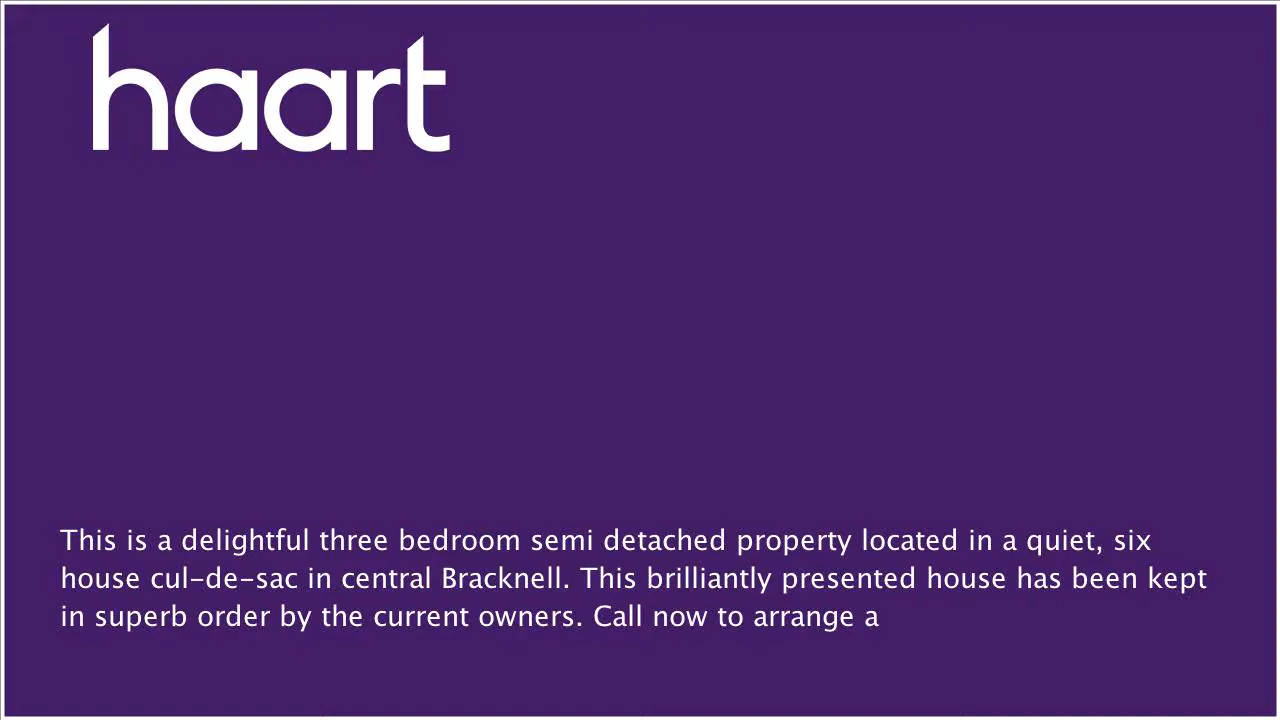 haart
This is a delightful three bedroom semi detached property located in a quiet, six
house cul-de-sac in central Bracknell. This brilliantly presented house has been kept
in superb order by the current owners. Call now to arrange a